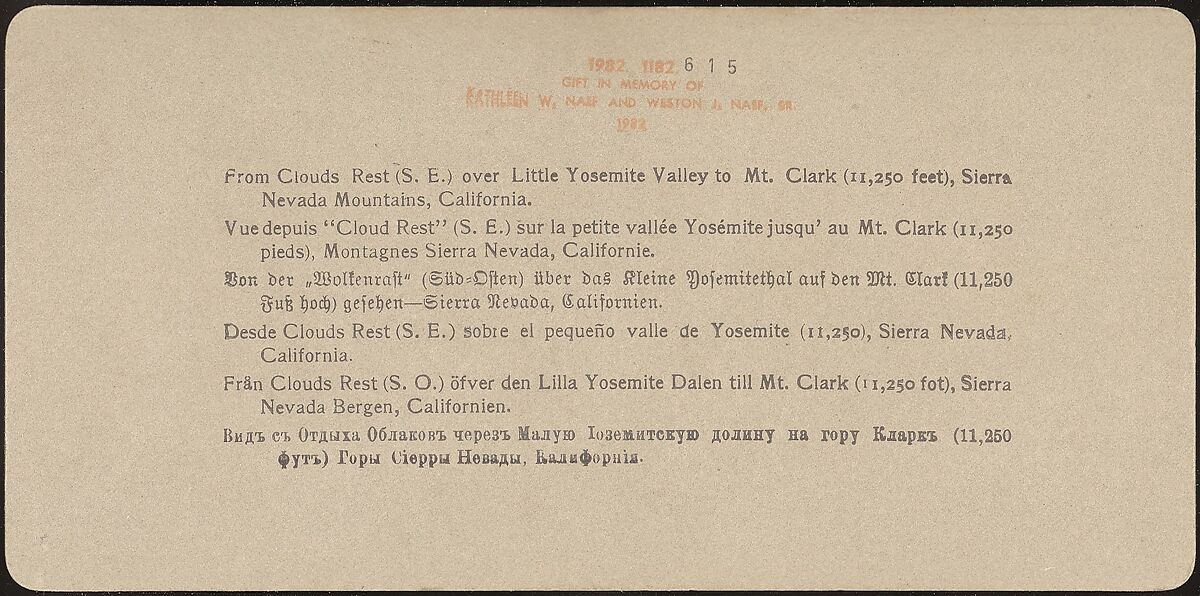 1982. 1182.615
GIFT IN MEMORY OF
KATHLEEN W. NAEF AND WESTON J. NAEF, SR.
1982
From Clouds Rest (S. E.) over Little Yosemite Valley to Mt. Clark (11,250 feet), Sierra
Nevada Mountains, California.
Vue depuis “Cloud Rest” (S. E.) sur la petite vallée Yosémite jusqu’ au Mt. Clark (11,250
pieds), Montagnes Sierra Nevada, Californie.
Von der „Wolkenrast“ (Süd-Osten) über das Kleine Yosemitethal auf den Mt. Clark (11,250
Fuß hoch) gesehen—Sierra Nevada, Californien.
Desde Clouds Rest (S. E.) sobre el pequeño valle de Yosemite (11,250), Sierra Nevada,
California.
Från Clouds Rest (S. O.) öfver den Lilla Yosemite Dalen till Mt. Clark (11,250 fot), Sierra
Nevada Bergen, Californien.
Видъ съ Отдыха Облаковъ черезъ Малую Іоземитскую долину на гору Кларкъ (11,250
футъ) Горы Сіерры Невады, Калифорнія.